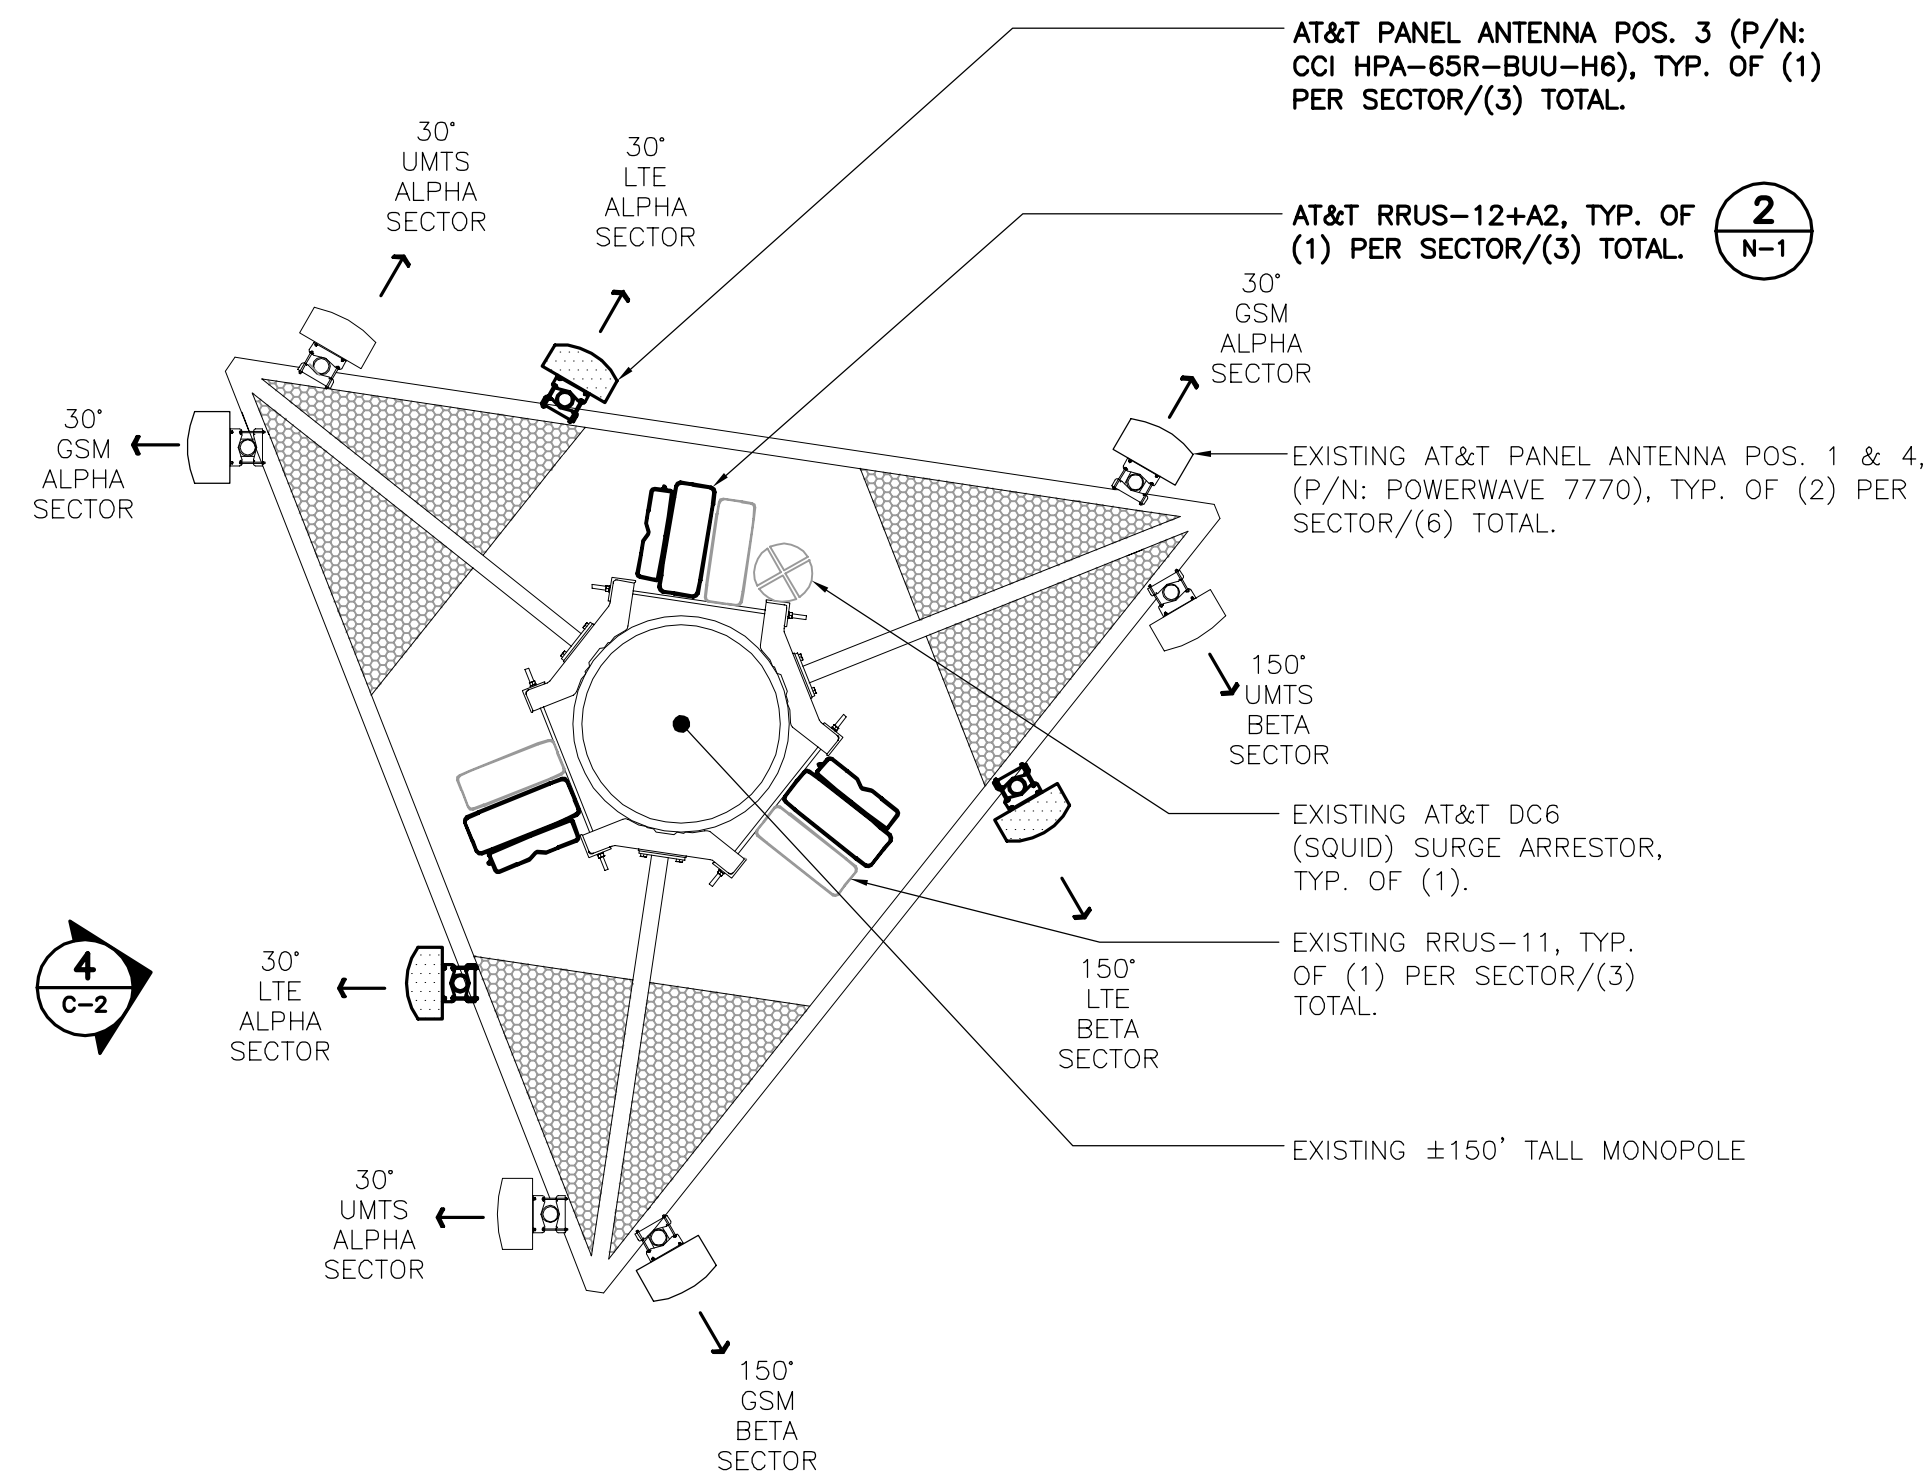 AT&T PANEL ANTENNA POS. 3 (P/N:
CCI HPA-65R-BUU-H6), TYP. OF (1)
PER SECTOR/(3) TOTAL.
30°
UMTS
ALPHA
SECTOR
30°
LTE
ALPHA
SECTOR
AT&T RRUS-12+A2, TYP. OF
(1) PER SECTOR/(3) TOTAL.
2
N-1
30°
GSM
ALPHA
SECTOR
30°
GSM
ALPHA
SECTOR
EXISTING AT&T PANEL ANTENNA POS. 1 & 4,
(P/N: POWERWAVE 7770), TYP. OF (2) PER
SECTOR/(6) TOTAL.
150°
UMTS
BETA
SECTOR
EXISTING AT&T DC6
(SQUID) SURGE ARRESTOR,
TYP. OF (1).
EXISTING RRUS-11, TYP.
OF (1) PER SECTOR/(3)
TOTAL.
4
C-2
30°
LTE
ALPHA
SECTOR
150°
LTE
BETA
SECTOR
EXISTING ±150' TALL MONOPOLE
30°
UMTS
ALPHA
SECTOR
150°
GSM
BETA
SECTOR